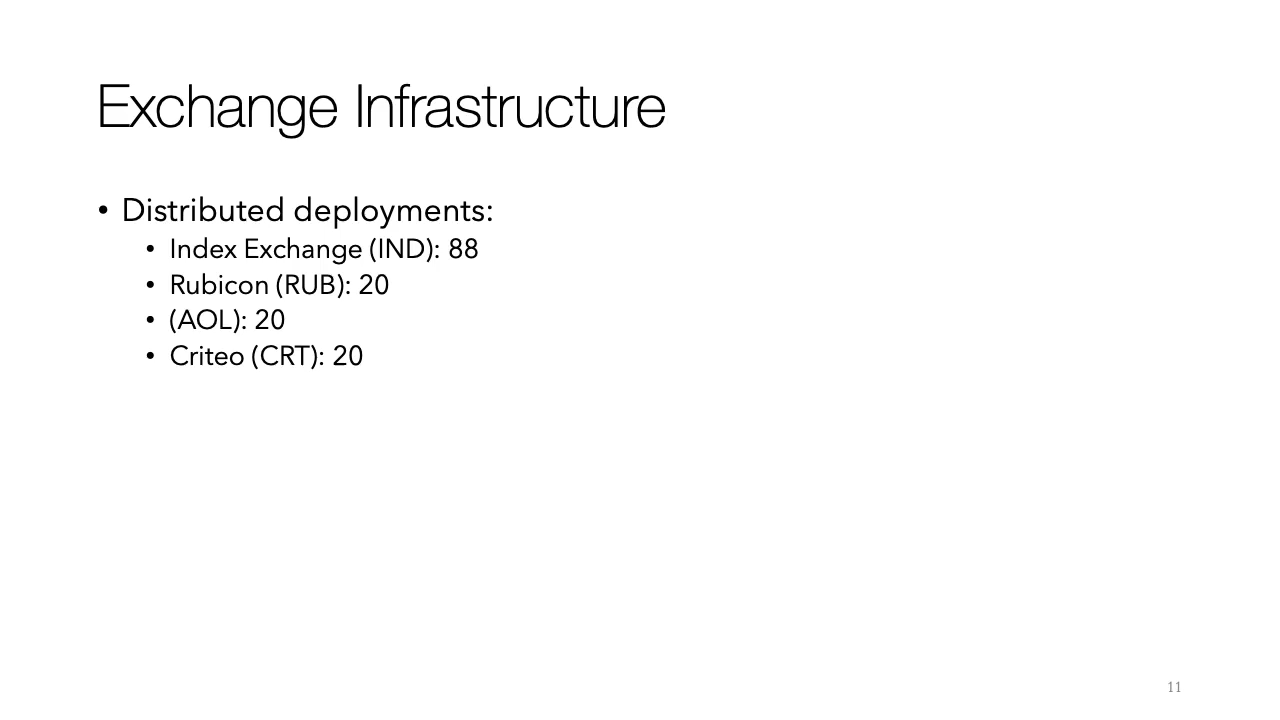 Exchange Infrastructure
• Distributed deployments:
• Index Exchange (IND): 88
• Rubicon (RUB): 20
• (AOL): 20
• Criteo (CRT): 20
11